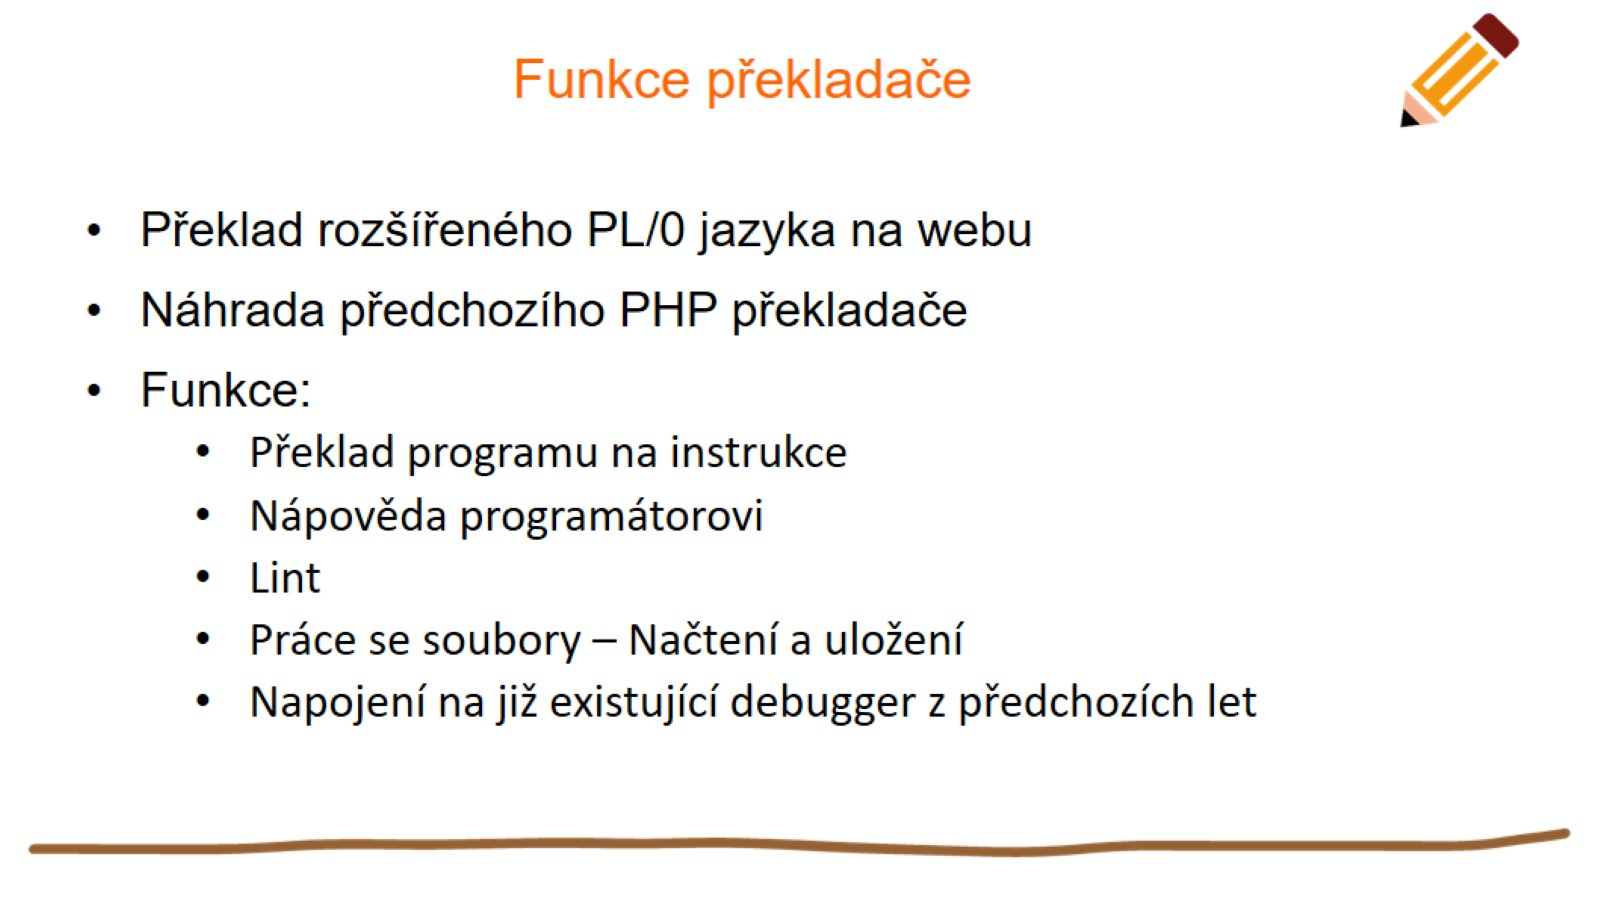 Funkce překladače
• Překlad rozšířeného PL/0 jazyka na webu
• Náhrada předchozího PHP překladače
• Funkce:
• Překlad programu na instrukce
• Nápověda programátorovi
• Lint
• Práce se soubory – Načtení a uložení
• Napojení na již existující debugger z předchozích let